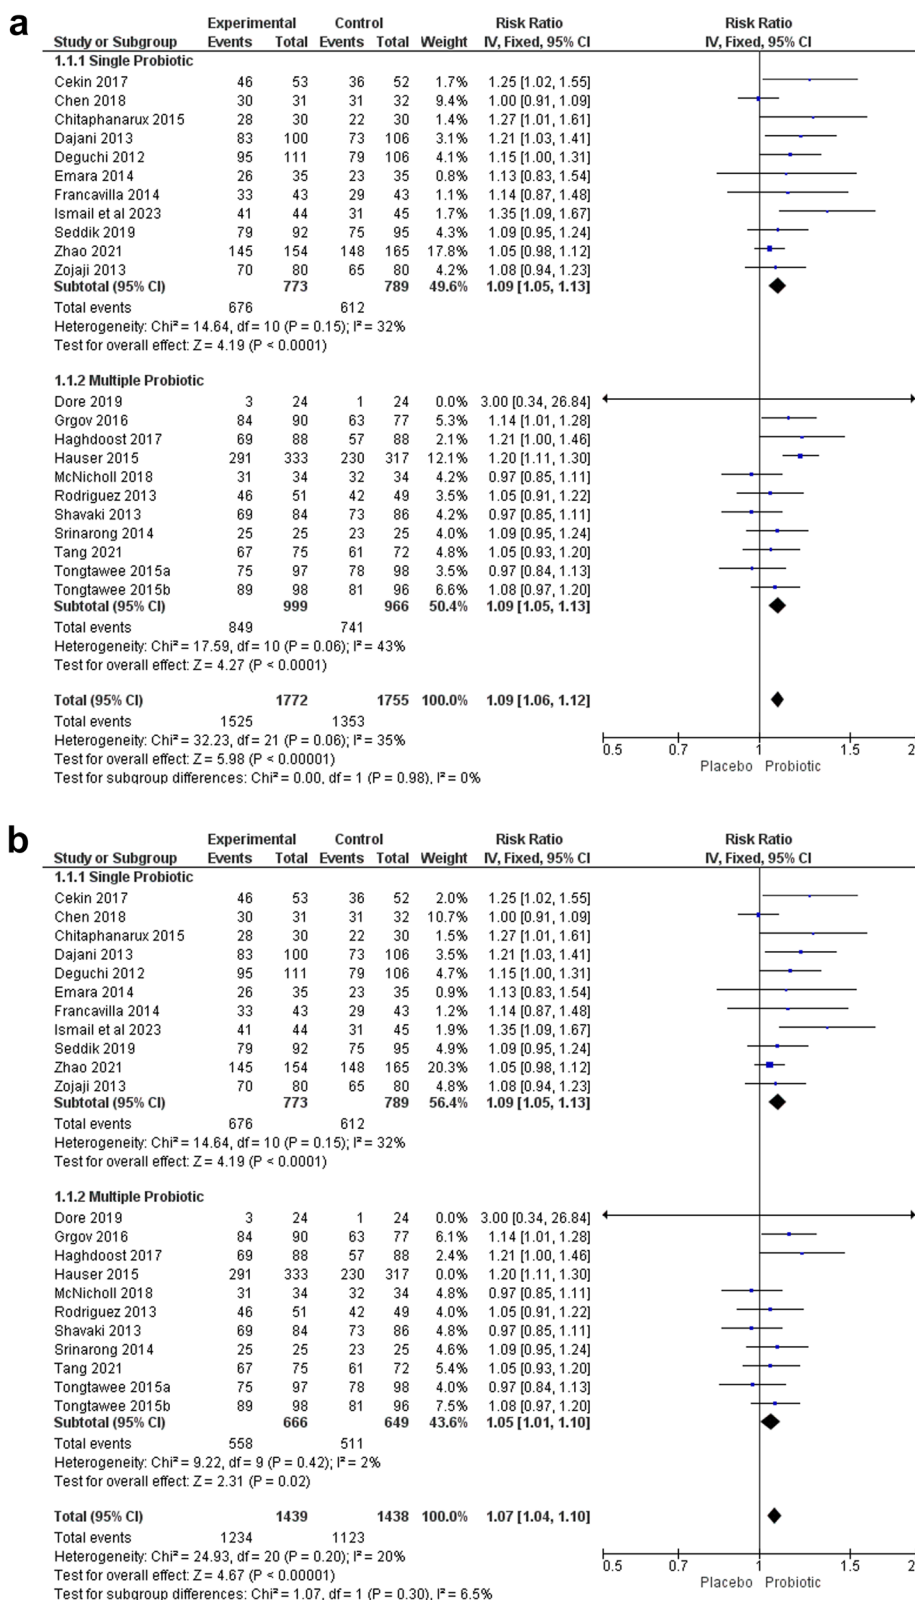 a
Experimental Control Risk Ratio Risk Ratio
Study or Subgroup Events Total Events Total Weight IV, Fixed, 95% CI IV, Fixed, 95% CI
1.1.1 Single Probiotic
Cekin 2017 46 53 36 52 1.7% 1.25 [1.02, 1.55]
Chen 2018 30 31 31 32 9.4% 1.00 [0.91, 1.09]
Chitaphanarux 2015 28 30 22 30 1.4% 1.27 [1.01, 1.61]
Dajani 2013 83 100 73 106 3.1% 1.21 [1.03, 1.41]
Deguchi 2012 95 111 79 106 4.1% 1.15 [1.00, 1.31]
Emara 2014 26 35 23 35 0.8% 1.13 [0.83, 1.54]
Francavilla 2014 33 43 29 43 1.1% 1.14 [0.87, 1.48]
Ismail et al 2023 41 44 31 45 1.7% 1.35 [1.09, 1.67]
Seddik 2019 79 92 75 95 4.3% 1.09 [0.95, 1.24]
Zhao 2021 145 154 148 165 17.8% 1.05 [0.98, 1.12]
Zojaji 2013 70 80 65 80 4.2% 1.08 [0.94, 1.23]
Subtotal (95% CI) 773 789 49.6% 1.09 [1.05, 1.13]
Total events 676 612
Heterogeneity: Chi² = 14.64, df = 10 (P = 0.15); I² = 32%
Test for overall effect: Z = 4.19 (P < 0.0001)
1.1.2 Multiple Probiotic
Dore 2019 3 24 1 24 0.0% 3.00 [0.34, 26.84]
Grgov 2016 84 90 63 77 5.3% 1.14 [1.01, 1.28]
Haghdoost 2017 69 88 57 88 2.1% 1.21 [1.00, 1.46]
Hauser 2015 291 333 230 317 12.1% 1.20 [1.11, 1.30]
McNicholl 2018 31 34 32 34 4.2% 0.97 [0.85, 1.11]
Rodriguez 2013 46 51 42 49 3.5% 1.05 [0.91, 1.22]
Shavaki 2013 69 84 73 86 4.2% 0.97 [0.85, 1.11]
Srinarong 2014 25 25 23 25 4.0% 1.09 [0.95, 1.24]
Tang 2021 67 75 61 72 4.8% 1.05 [0.93, 1.20]
Tongtawee 2015a 75 97 78 98 3.5% 0.97 [0.84, 1.13]
Tongtawee 2015b 89 98 81 96 6.6% 1.08 [0.97, 1.20]
Subtotal (95% CI) 999 966 50.4% 1.09 [1.05, 1.13]
Total events 849 741
Heterogeneity: Chi² = 17.59, df = 10 (P = 0.06); I² = 43%
Test for overall effect: Z = 4.27 (P < 0.0001)
Total (95% CI) 1772 1755 100.0% 1.09 [1.06, 1.12]
Total events 1525 1353
Heterogeneity: Chi² = 32.23, df = 21 (P = 0.06); I² = 35%
Test for overall effect: Z = 5.98 (P < 0.00001)
Test for subgroup differences: Chi² = 0.00, df = 1 (P = 0.98), I² = 0%
0.5 0.7 1 1.5 2
Placebo Probiotic
b
Experimental Control Risk Ratio Risk Ratio
Study or Subgroup Events Total Events Total Weight IV, Fixed, 95% CI IV, Fixed, 95% CI
1.1.1 Single Probiotic
Cekin 2017 46 53 36 52 2.0% 1.25 [1.02, 1.55]
Chen 2018 30 31 31 32 10.7% 1.00 [0.91, 1.09]
Chitaphanarux 2015 28 30 22 30 1.5% 1.27 [1.01, 1.61]
Dajani 2013 83 100 73 106 3.5% 1.21 [1.03, 1.41]
Deguchi 2012 95 111 79 106 4.7% 1.15 [1.00, 1.31]
Emara 2014 26 35 23 35 0.9% 1.13 [0.83, 1.54]
Francavilla 2014 33 43 29 43 1.2% 1.14 [0.87, 1.48]
Ismail et al 2023 41 44 31 45 1.9% 1.35 [1.09, 1.67]
Seddik 2019 79 92 75 95 4.9% 1.09 [0.95, 1.24]
Zhao 2021 145 154 148 165 20.3% 1.05 [0.98, 1.12]
Zojaji 2013 70 80 65 80 4.8% 1.08 [0.94, 1.23]
Subtotal (95% CI) 773 789 56.4% 1.09 [1.05, 1.13]
Total events 676 612
Heterogeneity: Chi² = 14.64, df = 10 (P = 0.15); I² = 32%
Test for overall effect: Z = 4.19 (P < 0.0001)
1.1.2 Multiple Probiotic
Dore 2019 3 24 1 24 0.0% 3.00 [0.34, 26.84]
Grgov 2016 84 90 63 77 6.1% 1.14 [1.01, 1.28]
Haghdoost 2017 69 88 57 88 2.4% 1.21 [1.00, 1.46]
Hauser 2015 291 333 230 317 0.0% 1.20 [1.11, 1.30]
McNicholl 2018 31 34 32 34 4.8% 0.97 [0.85, 1.11]
Rodriguez 2013 46 51 42 49 4.0% 1.05 [0.91, 1.22]
Shavaki 2013 69 84 73 86 4.8% 0.97 [0.85, 1.11]
Srinarong 2014 25 25 23 25 4.6% 1.09 [0.95, 1.24]
Tang 2021 67 75 61 72 5.4% 1.05 [0.93, 1.20]
Tongtawee 2015a 75 97 78 98 4.0% 0.97 [0.84, 1.13]
Tongtawee 2015b 89 98 81 96 7.5% 1.08 [0.97, 1.20]
Subtotal (95% CI) 666 649 43.6% 1.05 [1.01, 1.10]
Total events 558 511
Heterogeneity: Chi² = 9.22, df = 9 (P = 0.42); I² = 2%
Test for overall effect: Z = 2.31 (P = 0.02)
Total (95% CI) 1439 1438 100.0% 1.07 [1.04, 1.10]
Total events 1234 1123
Heterogeneity: Chi² = 24.93, df = 20 (P = 0.20); I² = 20%
Test for overall effect: Z = 4.67 (P < 0.00001)
Test for subgroup differences: Chi² = 1.07, df = 1 (P = 0.30), I² = 6.5%
0.5 0.7 1 1.5 2
Placebo Probiotic